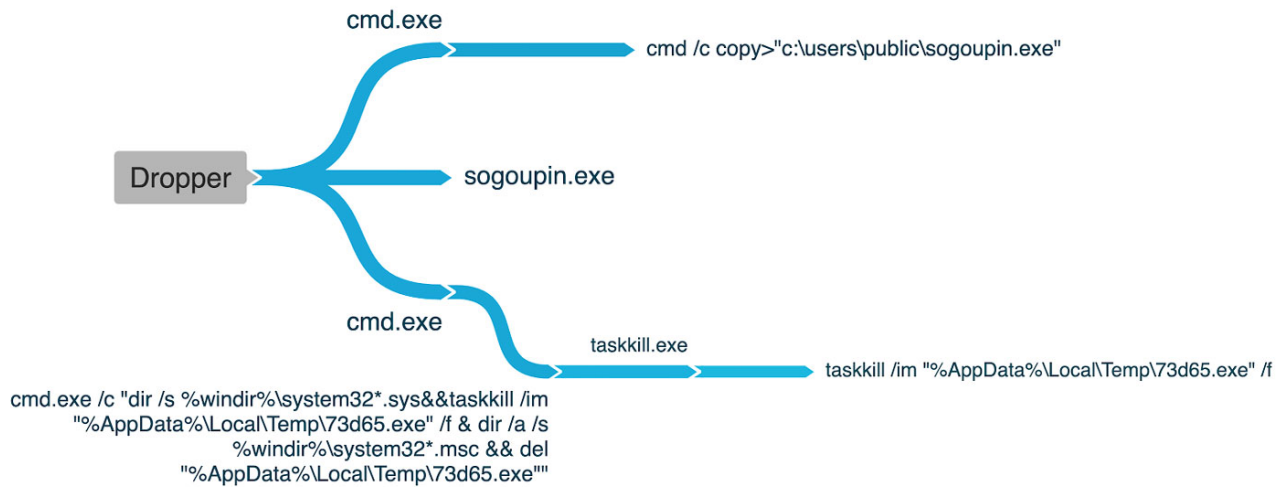 cmd.exe
cmd /c copy>"c:\users\public\sogoupin.exe"
Dropper
sogoupin.exe
cmd.exe
taskkill.exe
taskkill /im "%AppData%\Local\Temp\73d65.exe" /f
cmd.exe /c "dir /s %windir%\system32*.sys&&taskkill /im
"%AppData%\Local\Temp\73d65.exe" /f & dir /a /s
%windir%\system32*.msc && del
"%AppData%\Local\Temp\73d65.exe""